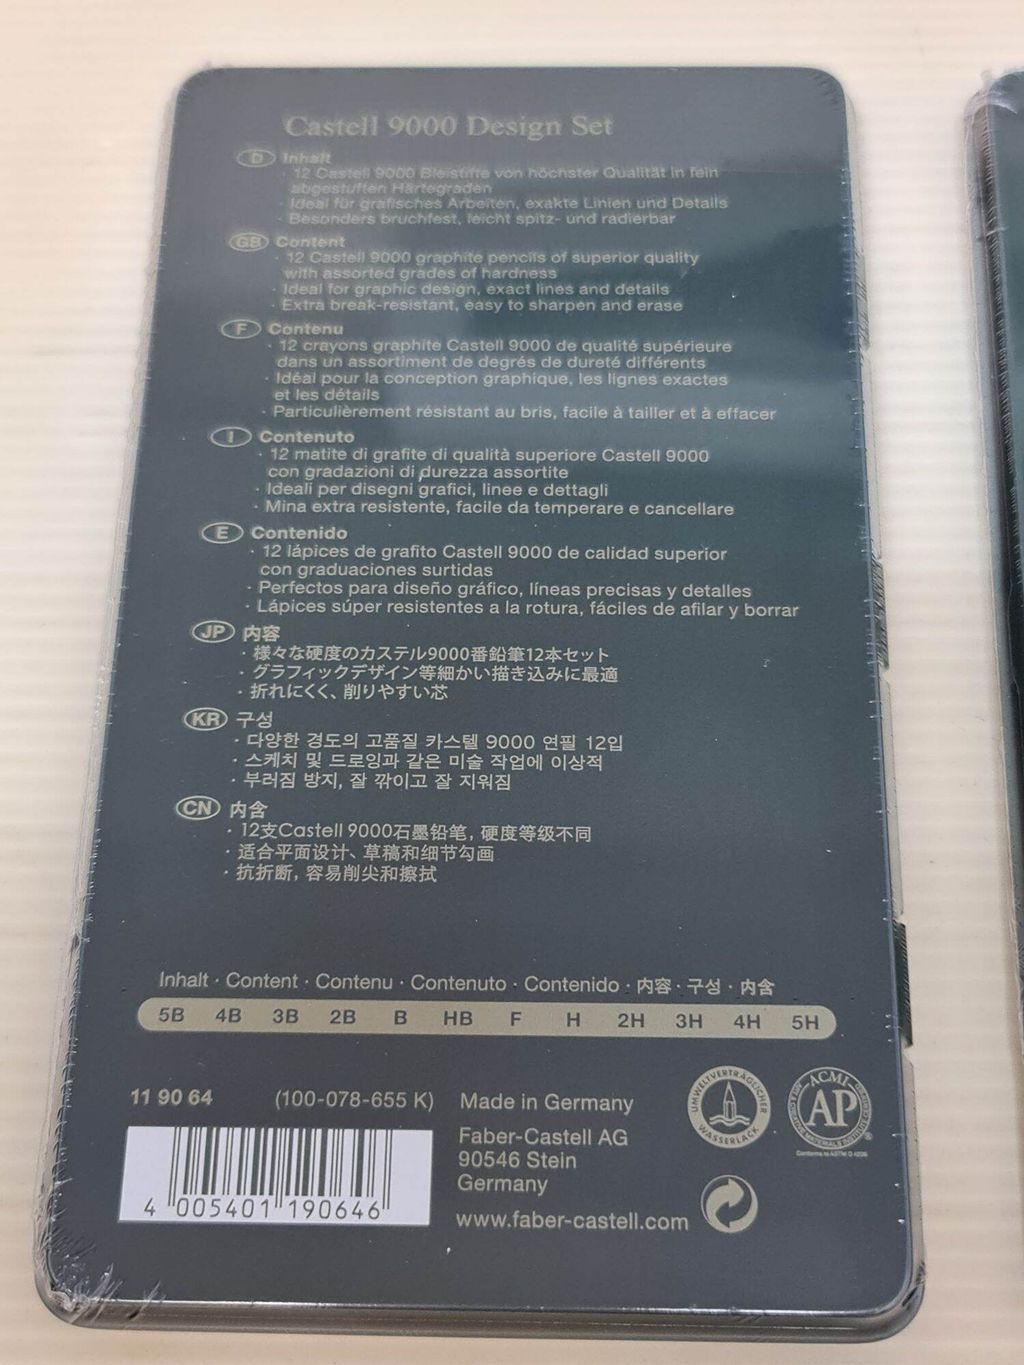 Castell 9000 Design Set
D Inhalt
· 12 Castell 9000 Bleistifte von höchster Qualität in fein
abgestuften Härtegraden
· Ideal für grafisches Arbeiten, exakte Linien und Details
· Besonders bruchfest, leicht spitz- und radierbar
GB Content
· 12 Castell 9000 graphite pencils of superior quality
with assorted grades of hardness
· Ideal for graphic design, exact lines and details
· Extra break-resistant, easy to sharpen and erase
F Contenu
· 12 crayons graphite Castell 9000 de qualité supérieure
dans un assortiment de degrés de dureté différents
· Idéal pour la conception graphique, les lignes exactes
et les détails
· Particulièrement résistant au bris, facile à tailler et à effacer
I Contenuto
· 12 matite di grafite di qualità superiore Castell 9000
con gradazioni di durezza assortite
· Ideali per disegni grafici, linee e dettagli
· Mina extra resistente, facile da temperare e cancellare
E Contenido
· 12 lápices de grafito Castell 9000 de calidad superior
con graduaciones surtidas
· Perfectos para diseño gráfico, líneas precisas y detalles
· Lápices súper resistentes a la rotura, fáciles de afilar y borrar
JP 内容
· 様々な硬度のカステル9000番鉛筆12本セット
· グラフィックデザイン等細かい描き込みに最適
· 折れにくく、削りやすい芯
KR 구성
· 다양한 경도의 고품질 카스텔 9000 연필 12입
· 스케치 및 드로잉과 같은 미술 작업에 이상적
· 부러짐 방지, 잘 깎이고 잘 지워짐
CN 内含
· 12支Castell 9000石墨铅笔，硬度等级不同
· 适合平面设计、草稿和细节勾画
· 抗折断，容易削尖和擦拭
Inhalt · Content · Contenu · Contenuto · Contenido · 内容 · 구성 · 内含
5B 4B 3B 2B B HB F H 2H 3H 4H 5H
11 90 64 (100-078-655 K)
Made in Germany
Faber-Castell AG
90546 Stein
Germany
www.faber-castell.com
4 005401 190646
UMWELTVERTRÄGLICHER WASSERLACK
ACMI
AP
Conforms to ASTM D 4236